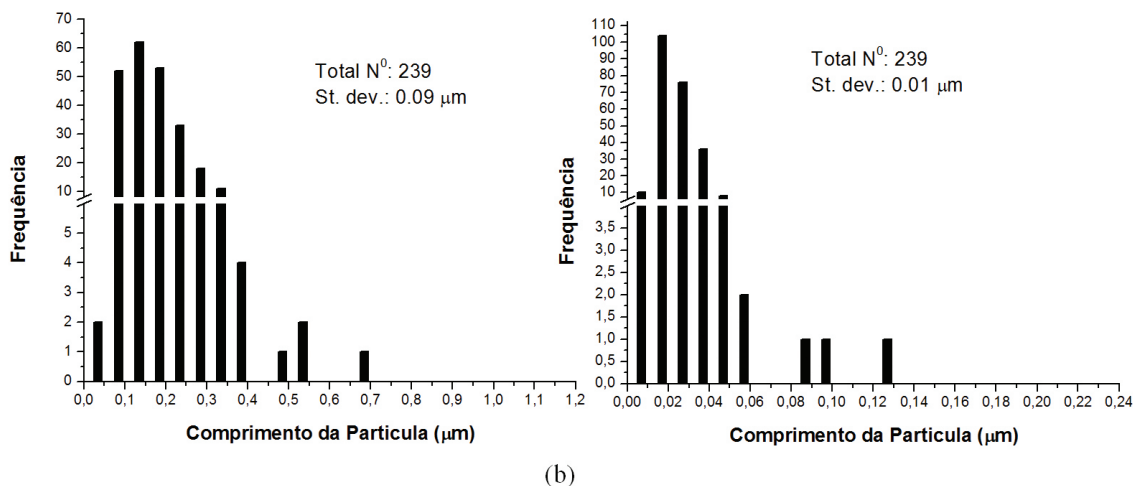 70
60
50
40
30
20
10
5
4
3
2
1
0
Frequência
Total N⁰: 239
St. dev.: 0.09 µm
0,0 0,1 0,2 0,3 0,4 0,5 0,6 0,7 0,8 0,9 1,0 1,1 1,2
Comprimento da Particula (µm)
110
100
90
80
70
60
50
40
30
20
10
3,5
3,0
2,5
2,0
1,5
1,0
0,5
0,0
Frequência
Total N⁰: 239
St. dev.: 0.01 µm
0,00 0,02 0,04 0,06 0,08 0,10 0,12 0,14 0,16 0,18 0,20 0,22 0,24
Comprimento da Particula (µm)
(b)